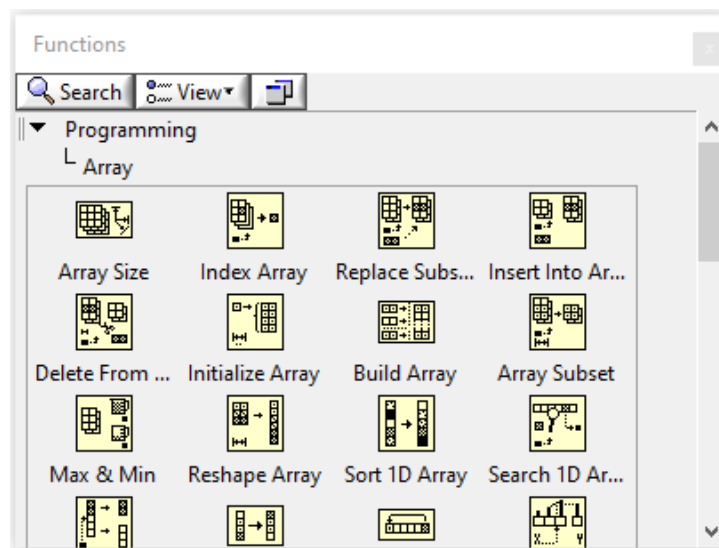 Functions
Search View
Programming
Array
Array Size Index Array Replace Subs... Insert Into Ar...
Delete From ... Initialize Array Build Array Array Subset
Max & Min Reshape Array Sort 1D Array Search 1D Ar...